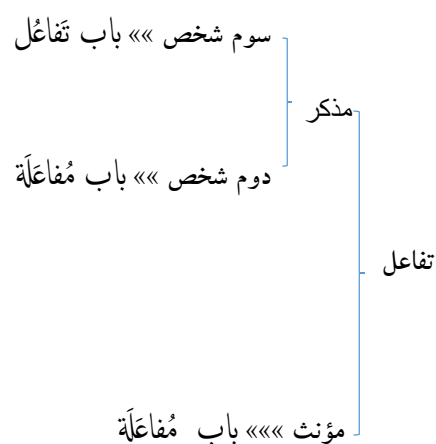 سوم شخص »» باب تَفاعُل
مذکر
دوم شخص »» باب مُفاعَلَة
تفاعل
مؤنث »»» باب مُفاعَلَة